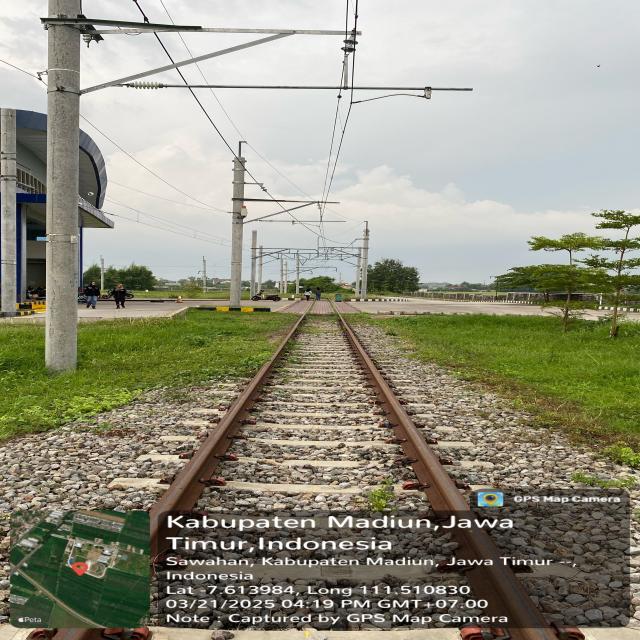 GPS Map Camera
Kabupaten Madiun,Jawa
Timur,Indonesia
Sawahan, Kabupaten Madiun, Jawa Timur --,
Indonesia
Lat -7.613984, Long 111.510830
03/21/2025 04:19 PM GMT+07.00
Note : Captured by GPS Map Camera
Peta